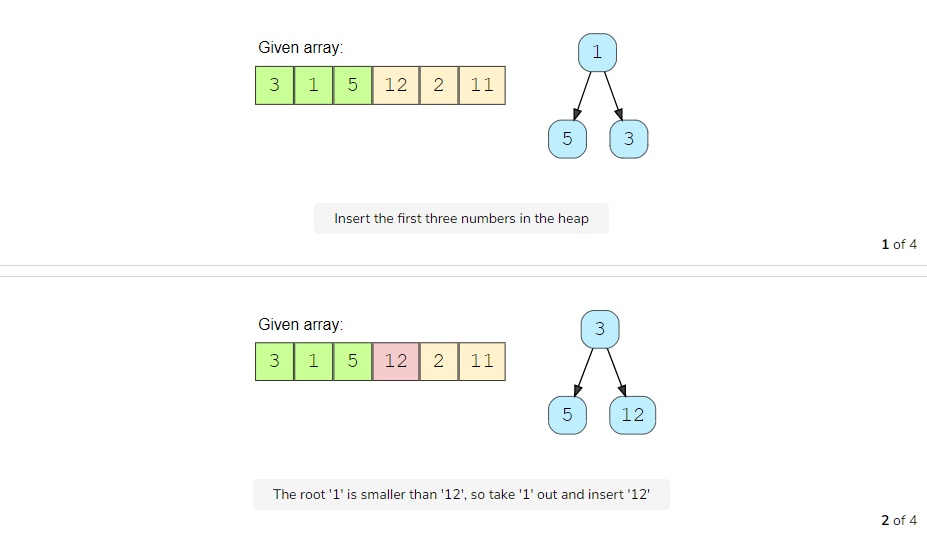 Given array:
3 1 5 12 2 11
1
5 3
Insert the first three numbers in the heap
1 of 4
Given array:
3 1 5 12 2 11
3
5 12
The root '1' is smaller than '12', so take '1' out and insert '12'
2 of 4